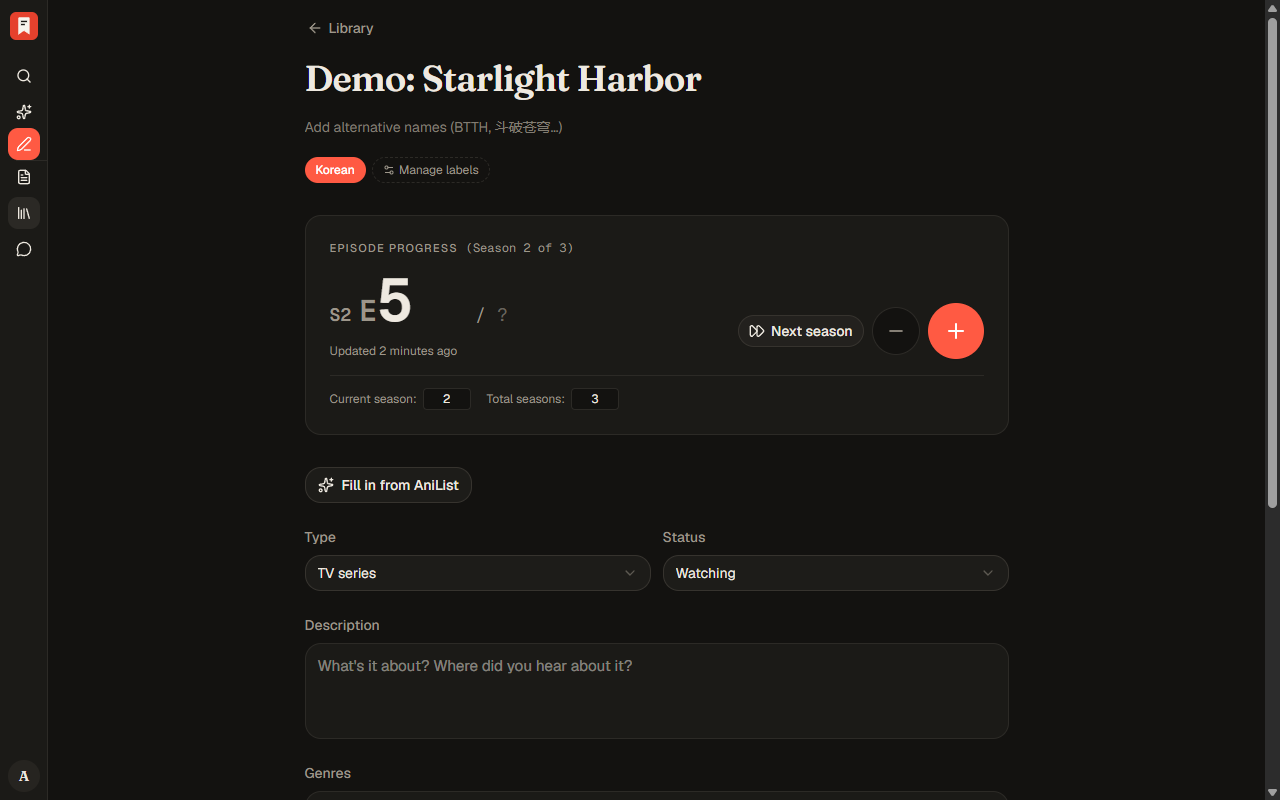 Library
Demo: Starlight Harbor
Add alternative names (BTTH, 斗破苍穹…)
Korean
Manage labels
EPISODE PROGRESS (Season 2 of 3)
S2 E5 / ?
Next season
Updated 2 minutes ago
Current season: 2 Total seasons: 3
Fill in from AniList
Type Status
TV series Watching
Description
What's it about? Where did you hear about it?
Genres
A